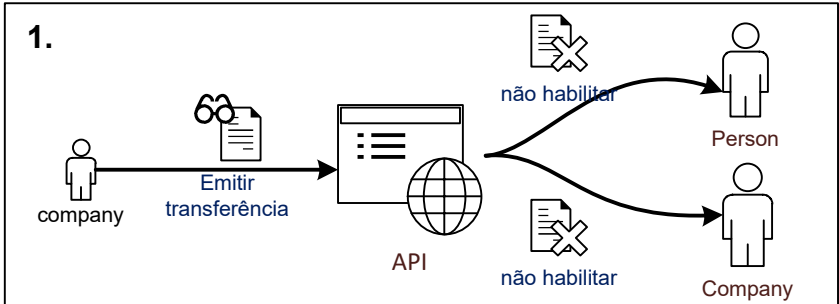 1.
não habilitar
Person
Emitir
transferência
company
API
não habilitar
Company